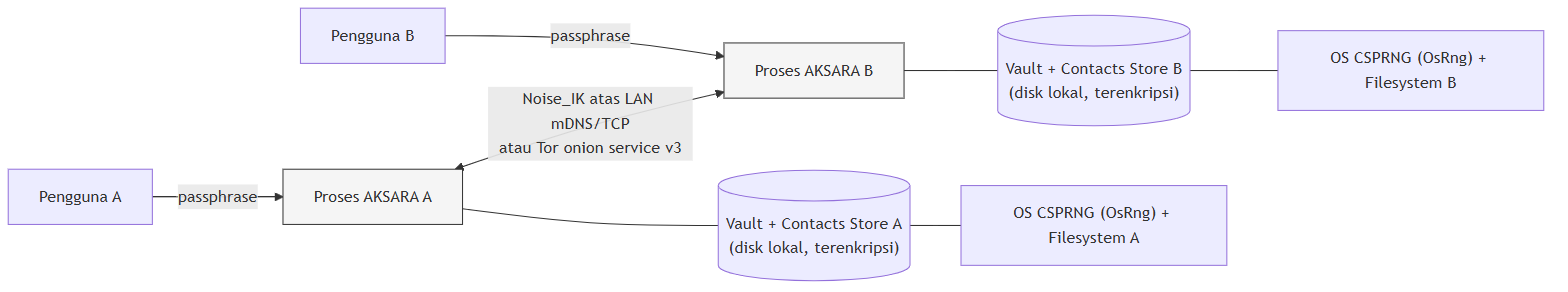 Pengguna B
passphrase
Proses AKSARA B
Vault + Contacts Store B
(disk lokal, terenkripsi)
OS CSPRNG (OsRng) +
Filesystem B
Noise_IK atas LAN
mDNS/TCP
atau Tor onion service v3
Pengguna A
passphrase
Proses AKSARA A
Vault + Contacts Store A
(disk lokal, terenkripsi)
OS CSPRNG (OsRng) +
Filesystem A